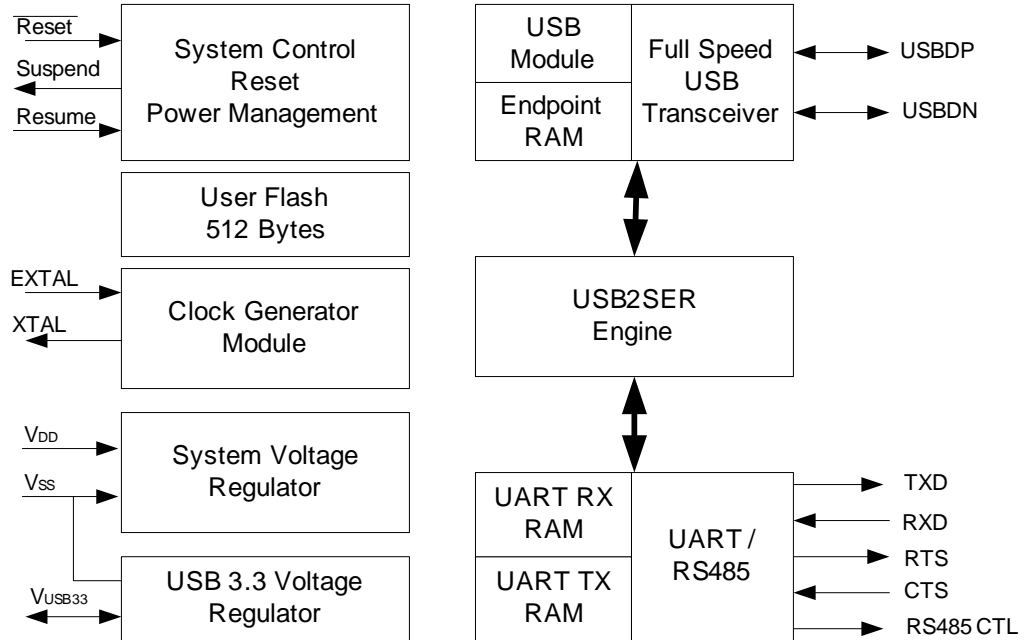 Reset
Suspend
Resume
System Control
Reset
Power Management
User Flash
512 Bytes
EXTAL
XTAL
Clock Generator
Module
VDD
VSS
System Voltage
Regulator
VUSB33
USB 3.3 Voltage
Regulator
USB
Module
Endpoint
RAM
Full Speed
USB
Transceiver
USBDP
USBDN
USB2SER
Engine
UART RX
RAM
UART TX
RAM
UART /
RS485
TXD
RXD
RTS
CTS
RS485 CTL